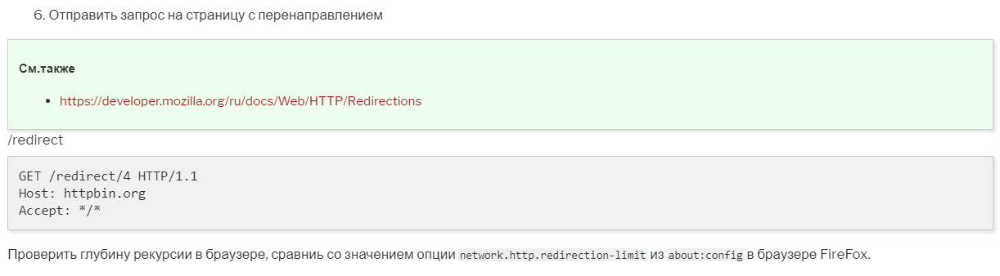 6. Отправить запрос на страницу с перенаправлением
См.также
• https://developer.mozilla.org/ru/docs/Web/HTTP/Redirections
/redirect
GET /redirect/4 HTTP/1.1
Host: httpbin.org
Accept: */*
Проверить глубину рекурсии в браузере, сравниь со значением опции network.http.redirection-limit из about:config в браузере FireFox.